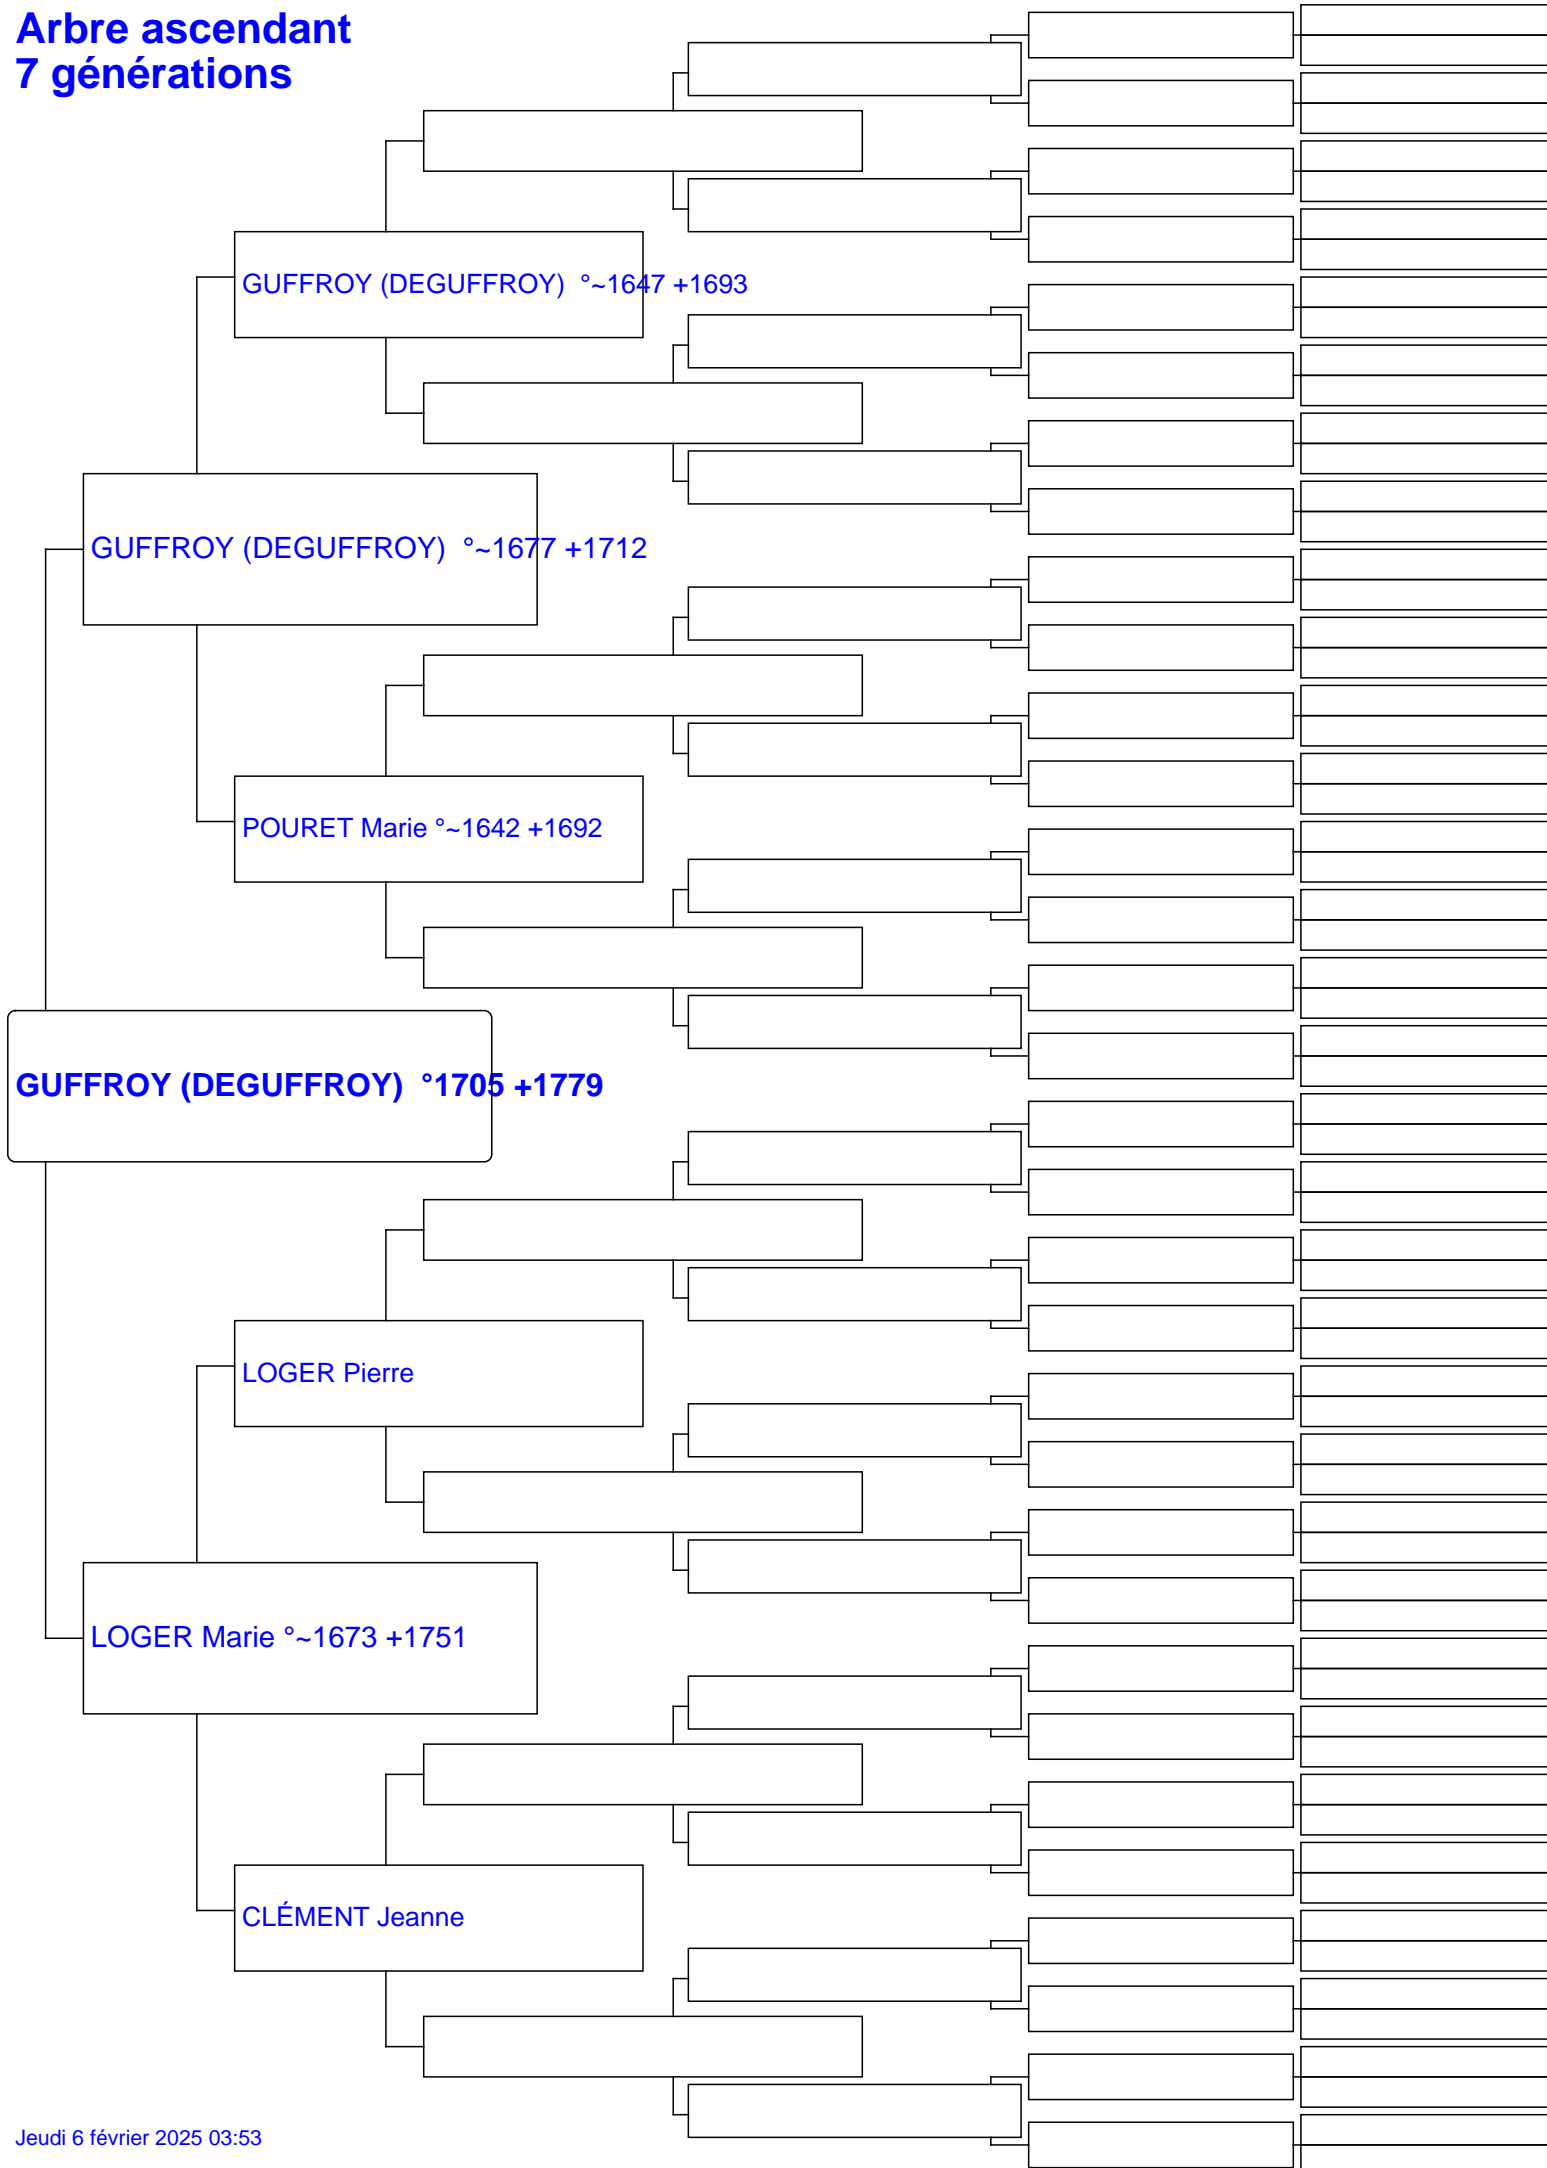 Arbre ascendant
7 générations
GUFFROY (DEGUFFROY)  °~1647 +1693
GUFFROY (DEGUFFROY)  °~1677 +1712
POURET Marie °~1642 +1692
GUFFROY (DEGUFFROY)  °1705 +1779
LOGER Pierre
LOGER Marie °~1673 +1751
CLÉMENT Jeanne
Jeudi 6 février 2025 03:53